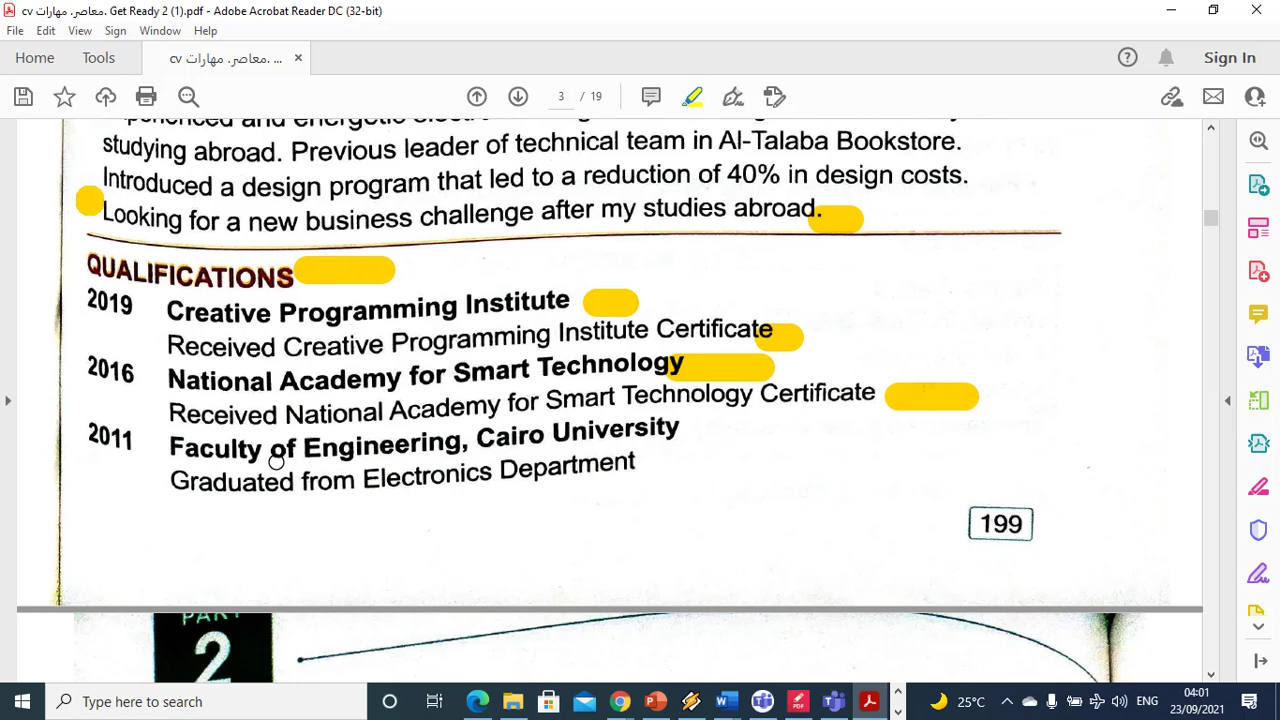 معاصر. مهارات cv. Get Ready 2 (1).pdf - Adobe Acrobat Reader DC (32-bit)
File Edit View Sign Window Help
Home Tools معاصر. مهارات cv. ... × Sign In
3 / 19
studying abroad. Previous leader of technical team in Al-Talaba Bookstore.
Introduced a design program that led to a reduction of 40% in design costs.
Looking for a new business challenge after my studies abroad.
QUALIFICATIONS
2019 Creative Programming Institute
Received Creative Programming Institute Certificate
2016 National Academy for Smart Technology
Received National Academy for Smart Technology Certificate
2011 Faculty of Engineering, Cairo University
Graduated from Electronics Department
199
PART
2
Type here to search
25°C ENG 04:01
23/09/2021